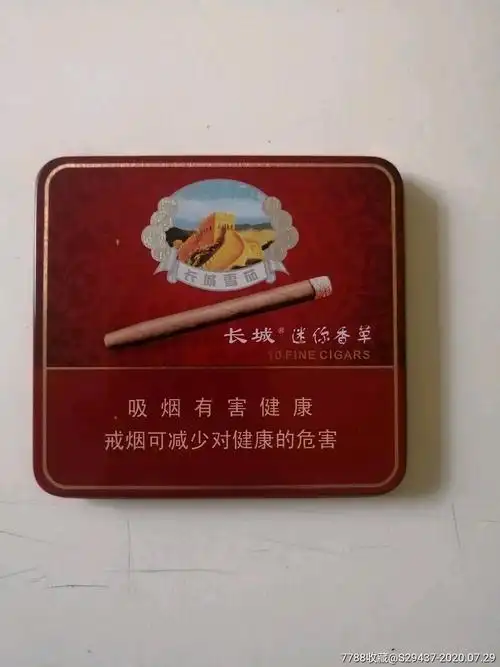 长城雪茄
长城®迷你香草
10 FINE CIGARS
吸烟有害健康
戒烟可减少对健康的危害
7788收藏@S29437-2020.07.29